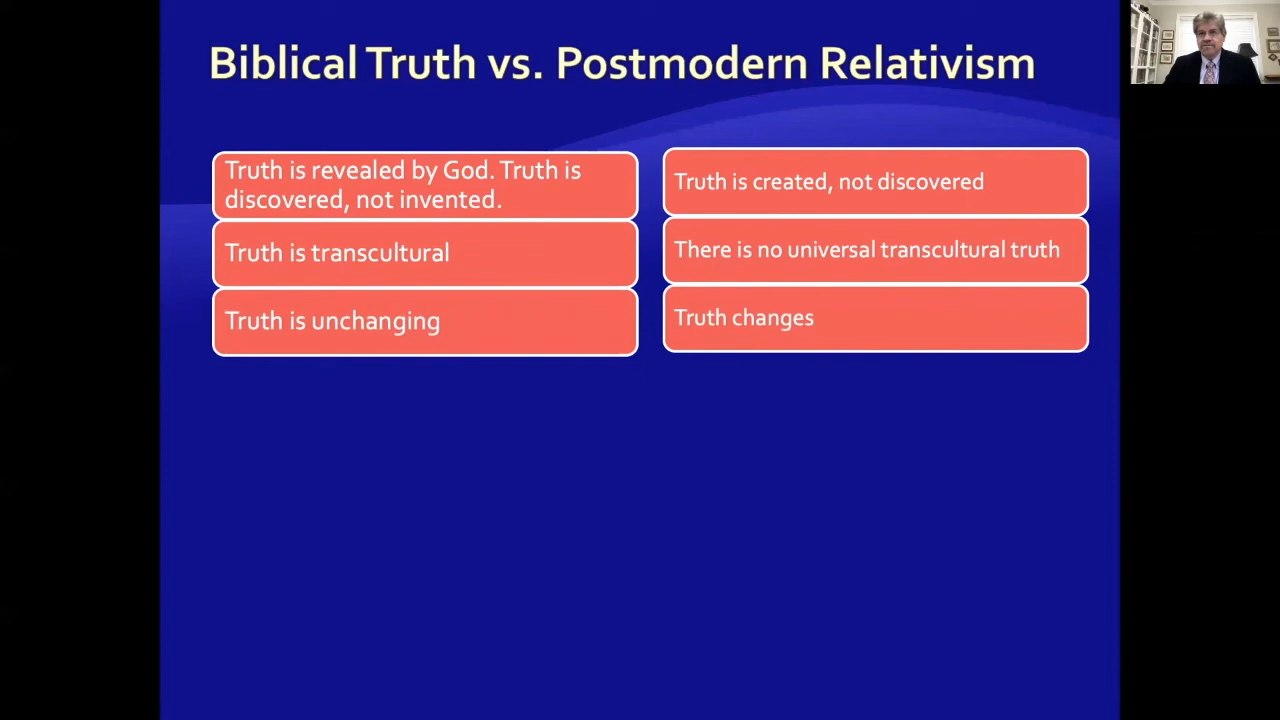 Biblical Truth vs. Postmodern Relativism
Truth is revealed by God. Truth is
discovered, not invented.
Truth is transcultural
Truth is unchanging
Truth is created, not discovered
There is no universal transcultural truth
Truth changes